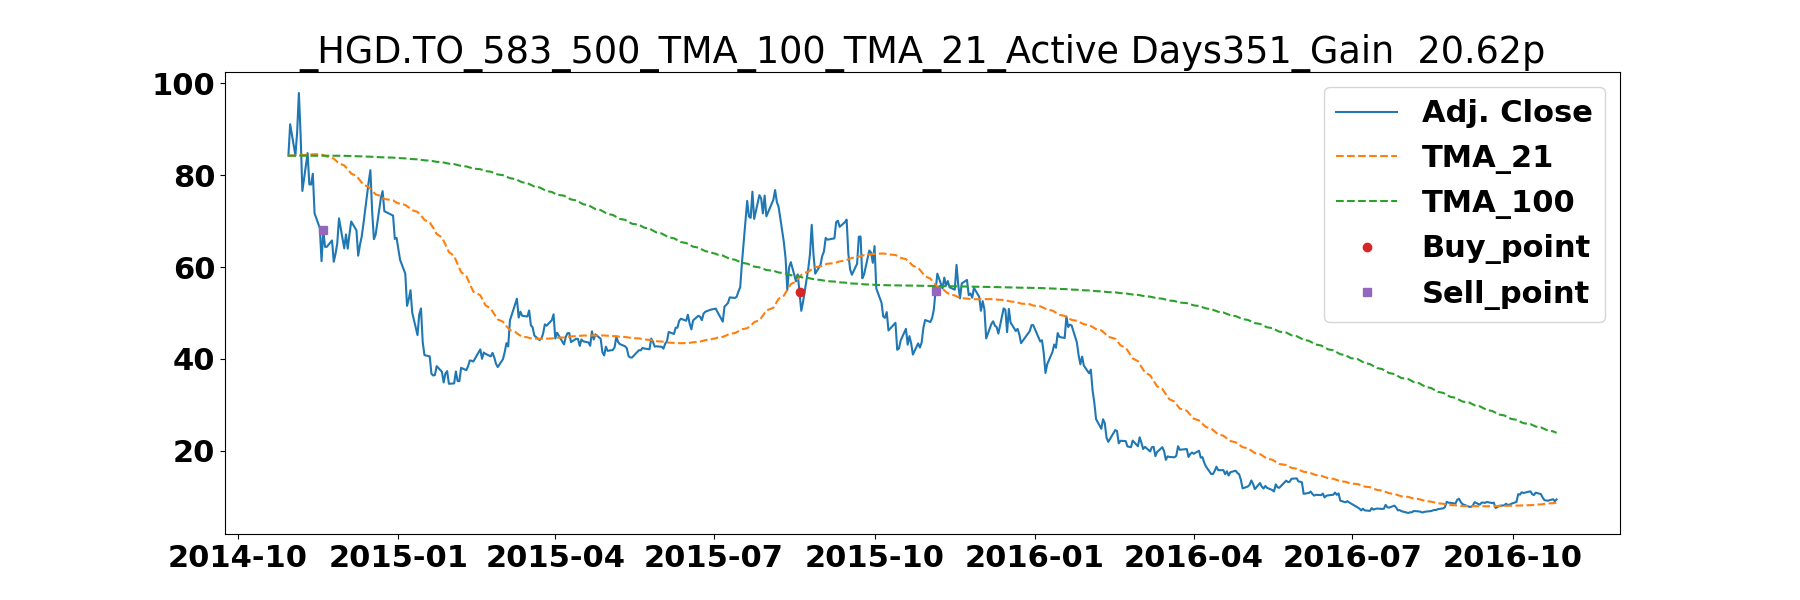 _HGD.TO_583_500_TMA_100_TMA_21_Active Days351_Gain  20.62p
100
80
60
40
20
Adj. Close
TMA_21
TMA_100
Buy_point
Sell_point
2014-10 2015-01 2015-04 2015-07 2015-10 2016-01 2016-04 2016-07 2016-10